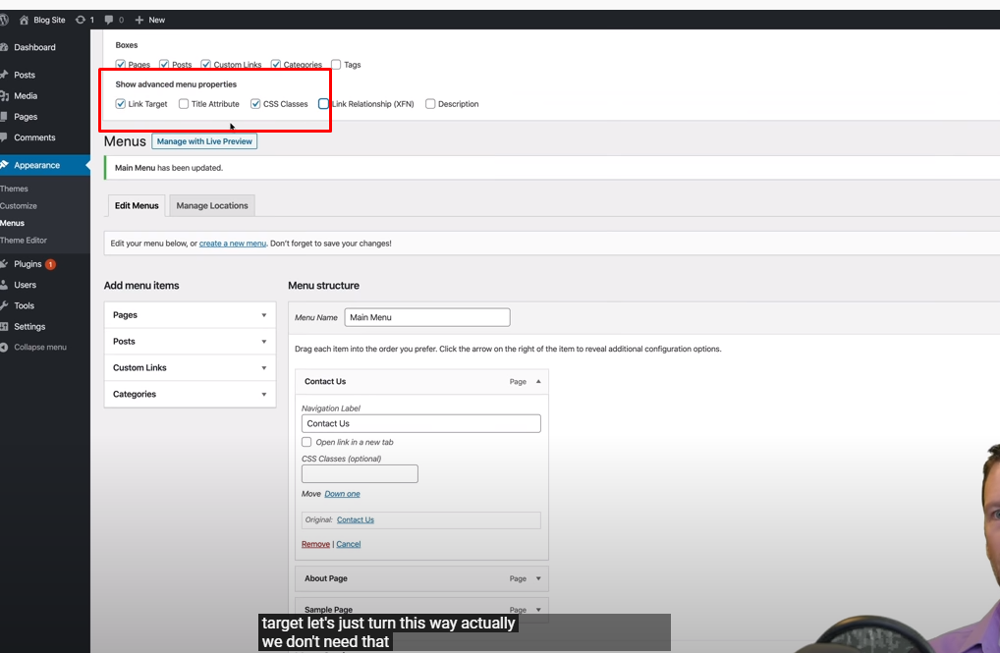 Blog Site 1 0 + New
Dashboard
Posts
Media
Pages
Comments
Appearance
Themes
Customize
Menus
Theme Editor
Plugins 1
Users
Tools
Settings
Collapse menu
Boxes
Pages Posts Custom Links Categories Tags
Show advanced menu properties
Link Target Title Attribute CSS Classes Link Relationship (XFN) Description
Menus Manage with Live Preview
Main Menu has been updated.
Edit Menus Manage Locations
Edit your menu below, or create a new menu. Don't forget to save your changes!
Add menu items
Pages
Posts
Custom Links
Categories
Menu structure
Menu Name Main Menu
Drag each item into the order you prefer. Click the arrow on the right of the item to reveal additional configuration options.
Contact Us Page
Navigation Label
Contact Us
Open link in a new tab
CSS Classes (optional)
Move Down one
Original: Contact Us
Remove | Cancel
About Page Page
Sample Page Page
target let's just turn this way actually
we don't need that